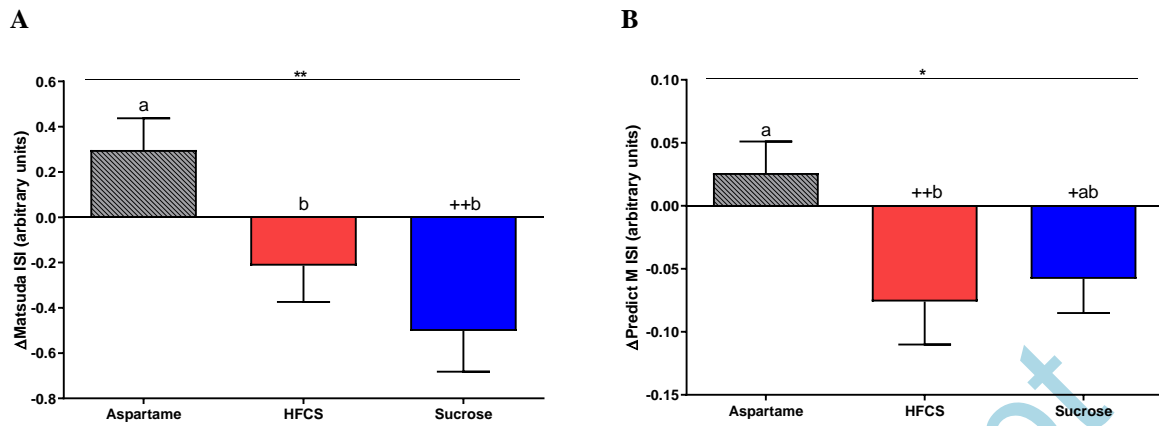 A
B
**
*
ΔMatsuda ISI (arbitrary units)
0.6
0.4
0.2
0.0
-0.2
-0.4
-0.6
-0.8
a
b
++b
Aspartame
HFCS
Sucrose
ΔPredict M ISI (arbitrary units)
0.10
0.05
0.00
-0.05
-0.10
-0.15
a
++b
+ab
Aspartame
HFCS
Sucrose